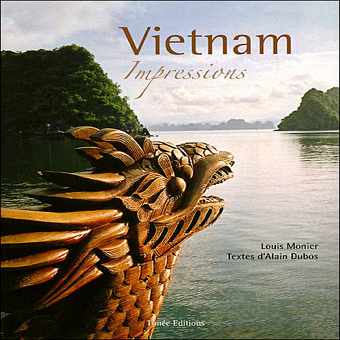 Vietnam
Impressions
Louis Monier
Textes d'Alain Dubos
Timée-Editions